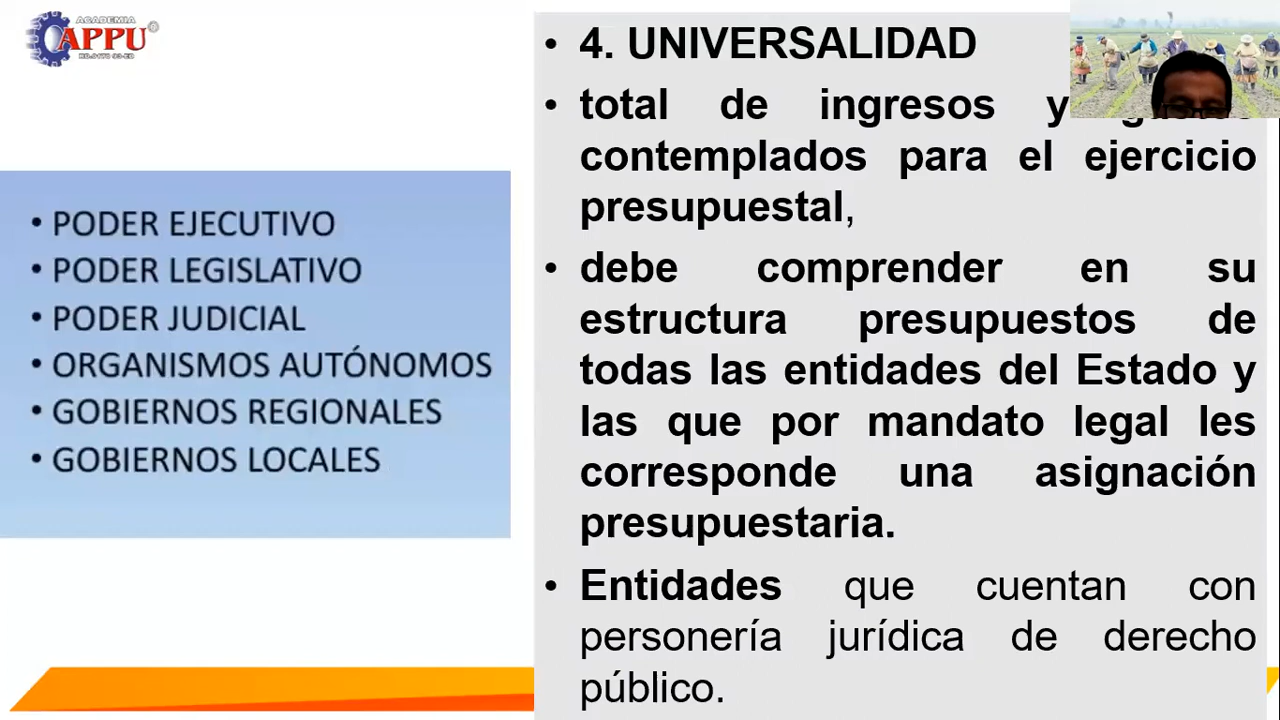 ACADEMIA
APPU
• PODER EJECUTIVO
• PODER LEGISLATIVO
• PODER JUDICIAL
• ORGANISMOS AUTÓNOMOS
• GOBIERNOS REGIONALES
• GOBIERNOS LOCALES
• 4. UNIVERSALIDAD
• total de ingresos y
contemplados para el ejercicio
presupuestal,
• debe comprender en su
estructura presupuestos de
todas las entidades del Estado y
las que por mandato legal les
corresponde una asignación
presupuestaria.
• Entidades que cuentan con
personería jurídica de derecho
público.